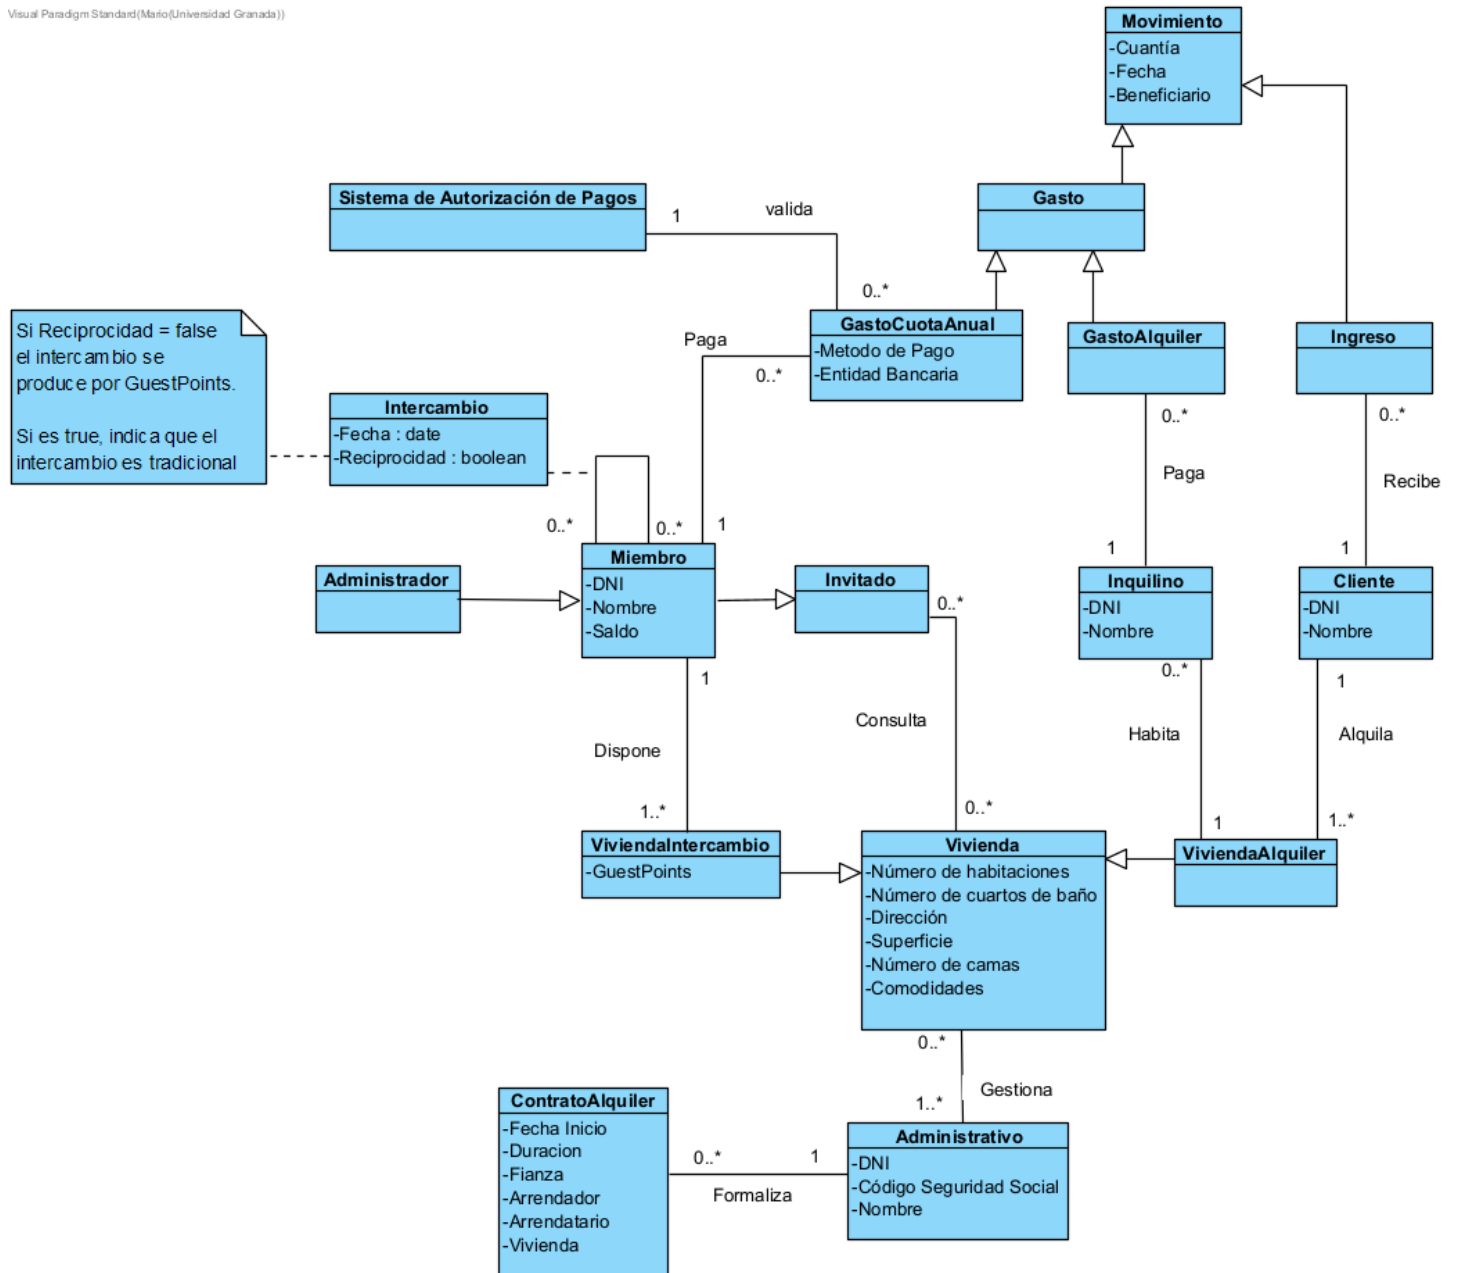 Visual Paradigm Standard(Mario(Universidad Granada))
Movimiento
-Cuantía
-Fecha
-Beneficiario
Sistema de Autorización de Pagos
1
valida
0..*
Gasto
GastoCuotaAnual
-Metodo de Pago
-Entidad Bancaria
GastoAlquiler
Ingreso
Si Reciprocidad = false
el intercambio se
produce por GuestPoints.
Si es true, indica que el
intercambio es tradicional
Paga
0..*
Intercambio
-Fecha : date
-Reciprocidad : boolean
0..*
0..*
1
0..*
Paga
1
0..*
Recibe
1
Administrador
Miembro
-DNI
-Nombre
-Saldo
Invitado
0..*
Inquilino
-DNI
-Nombre
Cliente
-DNI
-Nombre
1
Dispone
1..*
Consulta
0..*
0..*
Habita
1
1
Alquila
1..*
ViviendaIntercambio
-GuestPoints
Vivienda
-Número de habitaciones
-Número de cuartos de baño
-Dirección
-Superficie
-Número de camas
-Comodidades
ViviendaAlquiler
0..*
Gestiona
1..*
ContratoAlquiler
-Fecha Inicio
-Duracion
-Fianza
-Arrendador
-Arrendatario
-Vivienda
0..*
1
Formaliza
Administrativo
-DNI
-Código Seguridad Social
-Nombre